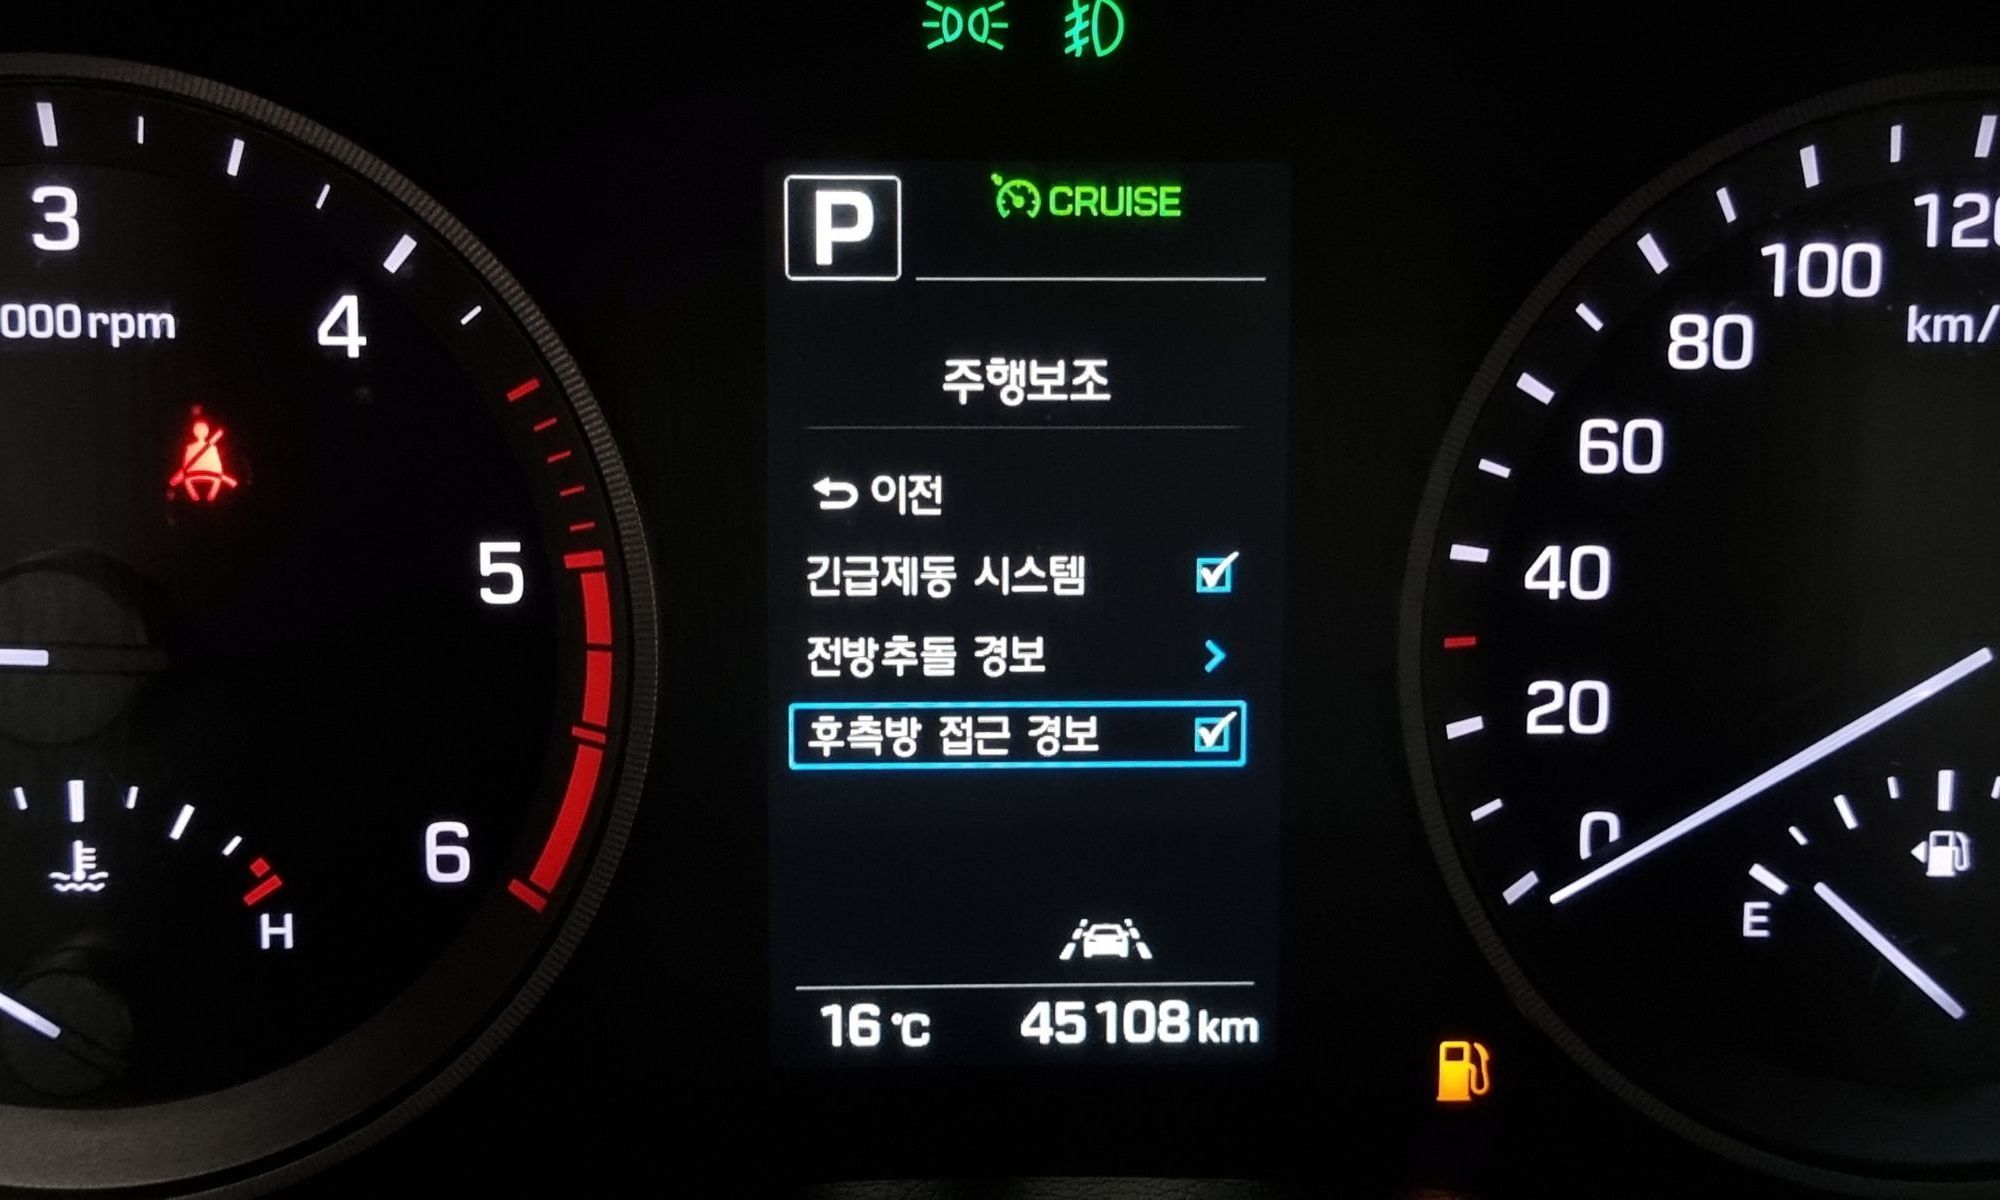 P
CRUISE
주행보조
이전
긴급제동 시스템
전방추돌 경보
후측방 접근 경보
16 °C
45108 km
3
000rpm
4
5
6
H
120
100
km/
80
60
40
20
0
E